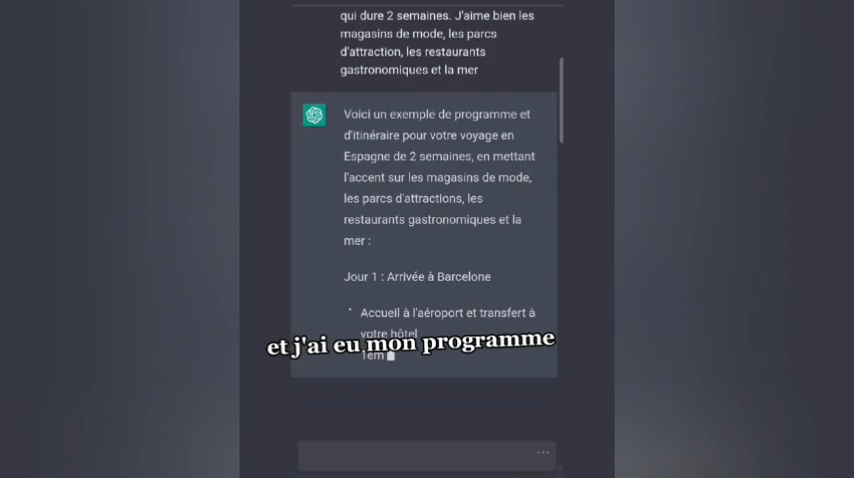 qui dure 2 semaines. J'aime bien les
magasins de mode, les parcs
d'attraction, les restaurants
gastronomiques et la mer
Voici un exemple de programme et
d'itinéraire pour votre voyage en
Espagne de 2 semaines, en mettant
l'accent sur les magasins de mode,
les parcs d'attractions, les
restaurants gastronomiques et la
mer :
Jour 1 : Arrivée à Barcelone
Accueil à l'aéroport et transfert à
votre hôtel
et j'ai eu mon programme
Tem